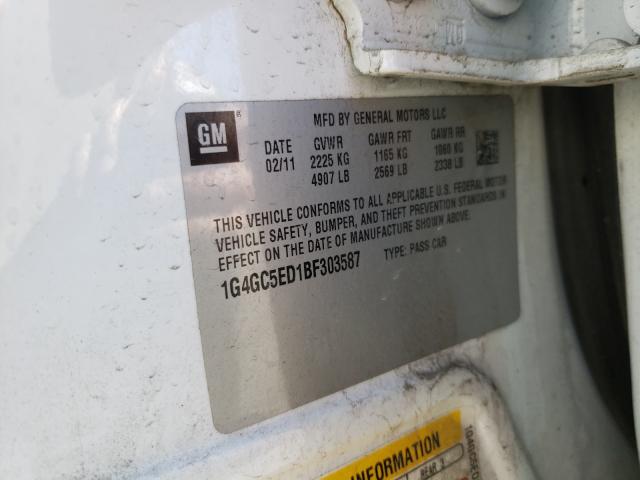 GM
MFD BY GENERAL MOTORS LLC
DATE GVWR GAWR FRT GAWR RR
02/11 2225 KG 1165 KG 1060 KG
4907 LB 2569 LB 2338 LB
THIS VEHICLE CONFORMS TO ALL APPLICABLE U.S. FEDERAL MOTOR
VEHICLE SAFETY, BUMPER, AND THEFT PREVENTION STANDARDS IN
EFFECT ON THE DATE OF MANUFACTURE SHOWN ABOVE.
1G4GC5ED1BF303587 TYPE: PASS CAR
INFORMATION
REAR